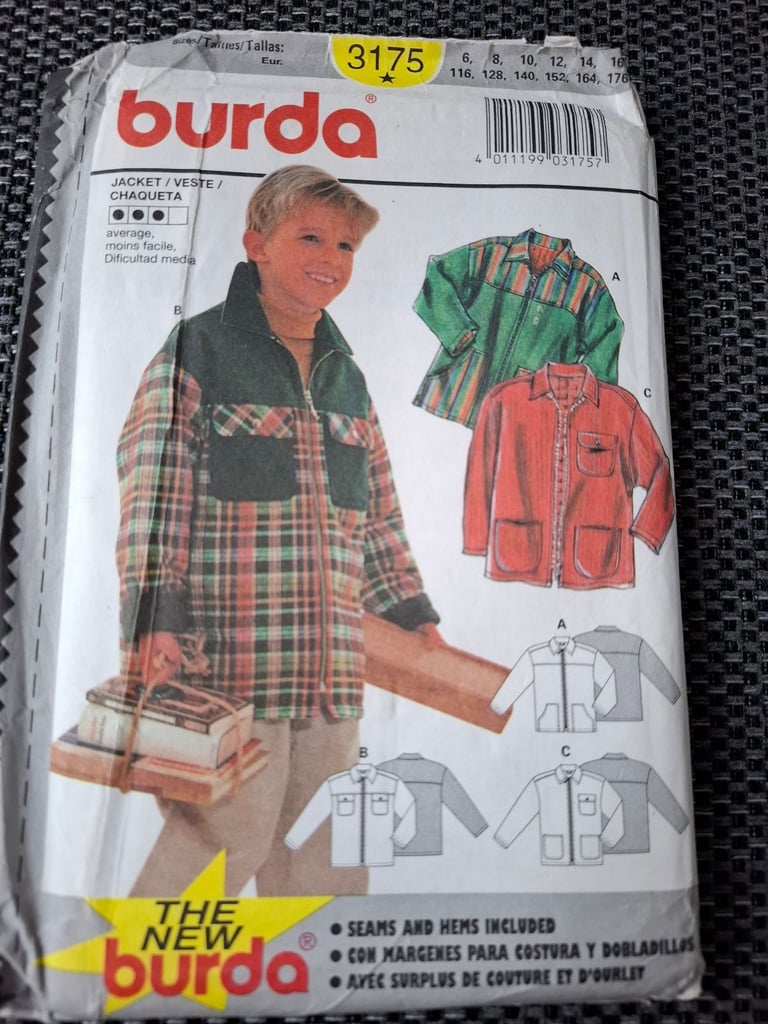 Sizes/Tailles/Tallas:
Eur.
3175
6, 8, 10, 12, 14, 16
116, 128, 140, 152, 164, 176
burda®
4 011199 031757
JACKET / VESTE /
CHAQUETA
average,
moins facile,
Dificultad media
B
A
C
A
B
C
THE
NEW
burda®
• SEAMS AND HEMS INCLUDED
• CON MARGENES PARA COSTURA Y DOBLADILLOS
• AVEC SURPLUS DE COUTURE ET D'OURLET